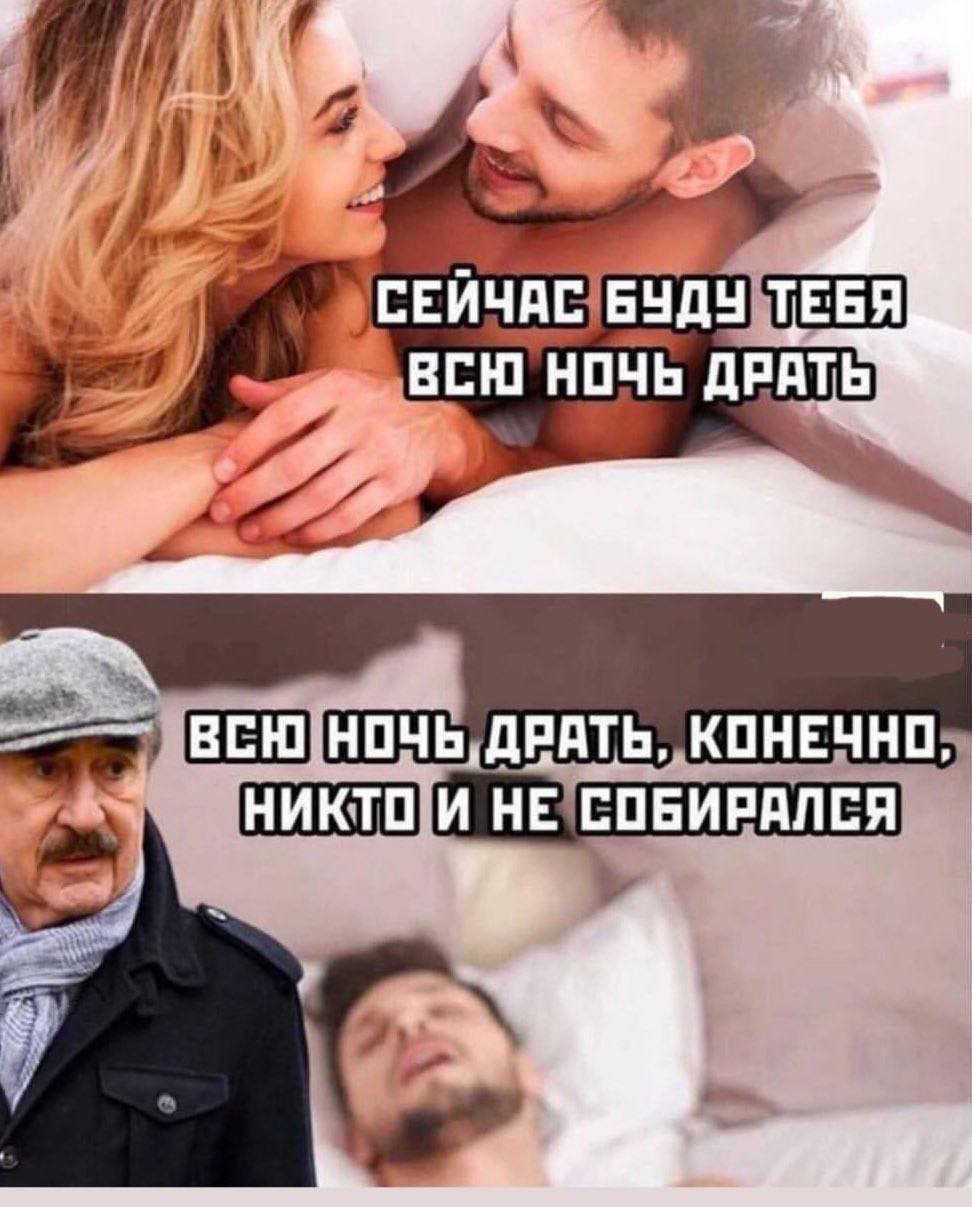 СЕЙЧАС БУДУ ТЕБЯ
ВСЮ НОЧЬ ДРАТЬ
ВСЮ НОЧЬ ДРАТЬ, КОНЕЧНО,
НИКТО И НЕ СОБИРАЛСЯ